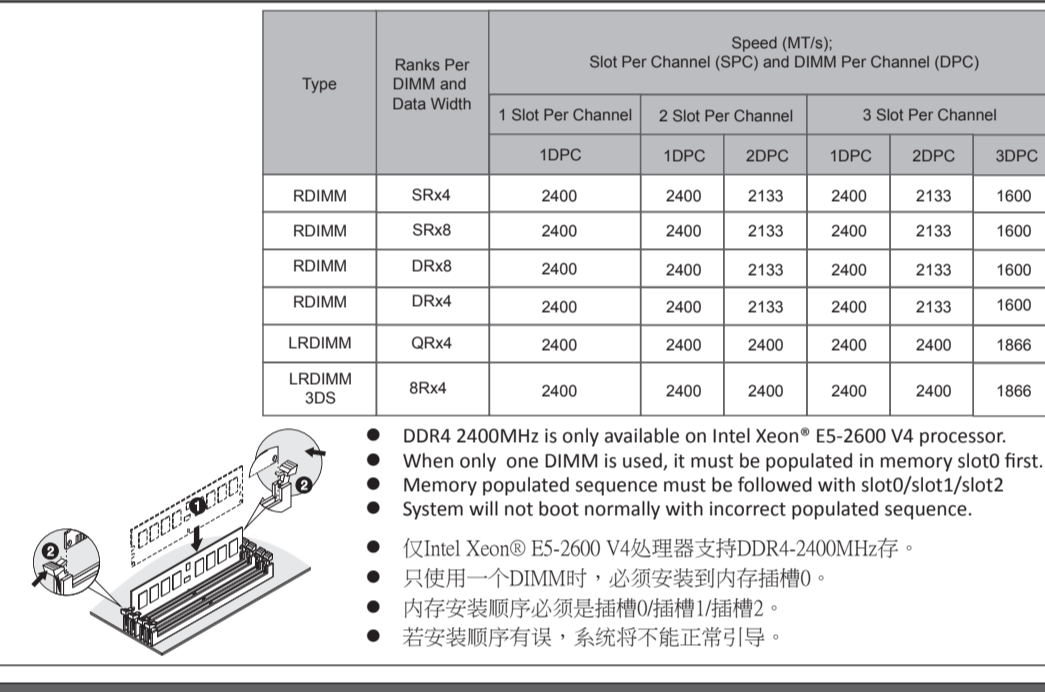 Type
Ranks Per
DIMM and
Data Width
Speed (MT/s);
Slot Per Channel (SPC) and DIMM Per Channel (DPC)
1 Slot Per Channel 2 Slot Per Channel 3 Slot Per Channel
1DPC 1DPC 2DPC 1DPC 2DPC 3DPC
RDIMM SRx4 2400 2400 2133 2400 2133 1600
RDIMM SRx8 2400 2400 2133 2400 2133 1600
RDIMM DRx8 2400 2400 2133 2400 2133 1600
RDIMM DRx4 2400 2400 2133 2400 2133 1600
LRDIMM QRx4 2400 2400 2400 2400 2400 1866
LRDIMM
3DS
8Rx4 2400 2400 2400 2400 2400 1866
● DDR4 2400MHz is only available on Intel Xeon® E5-2600 V4 processor.
● When only one DIMM is used, it must be populated in memory slot0 first.
● Memory populated sequence must be followed with slot0/slot1/slot2
● System will not boot normally with incorrect populated sequence.
● 仅Intel Xeon® E5-2600 V4处理器支持DDR4-2400MHz存。
● 只使用一个DIMM时，必须安装到内存插槽0。
● 内存安装顺序必须是插槽0/插槽1/插槽2。
● 若安装顺序有误，系统将不能正常引导。
1
2
2